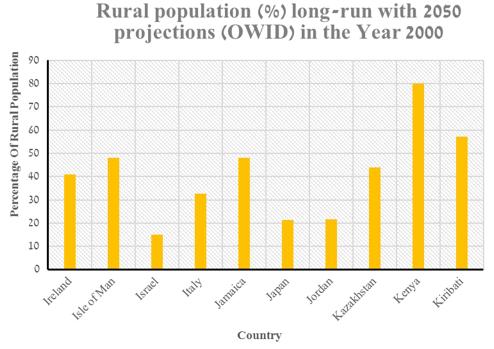 Rural population (%) long-run with 2050
projections (OWID) in the Year 2000
Percentage Of Rural Population
90
80
70
60
50
40
30
20
10
0
Ireland
Isle of Man
Israel
Italy
Jamaica
Japan
Jordan
Kazakhstan
Kenya
Kiribati
Country